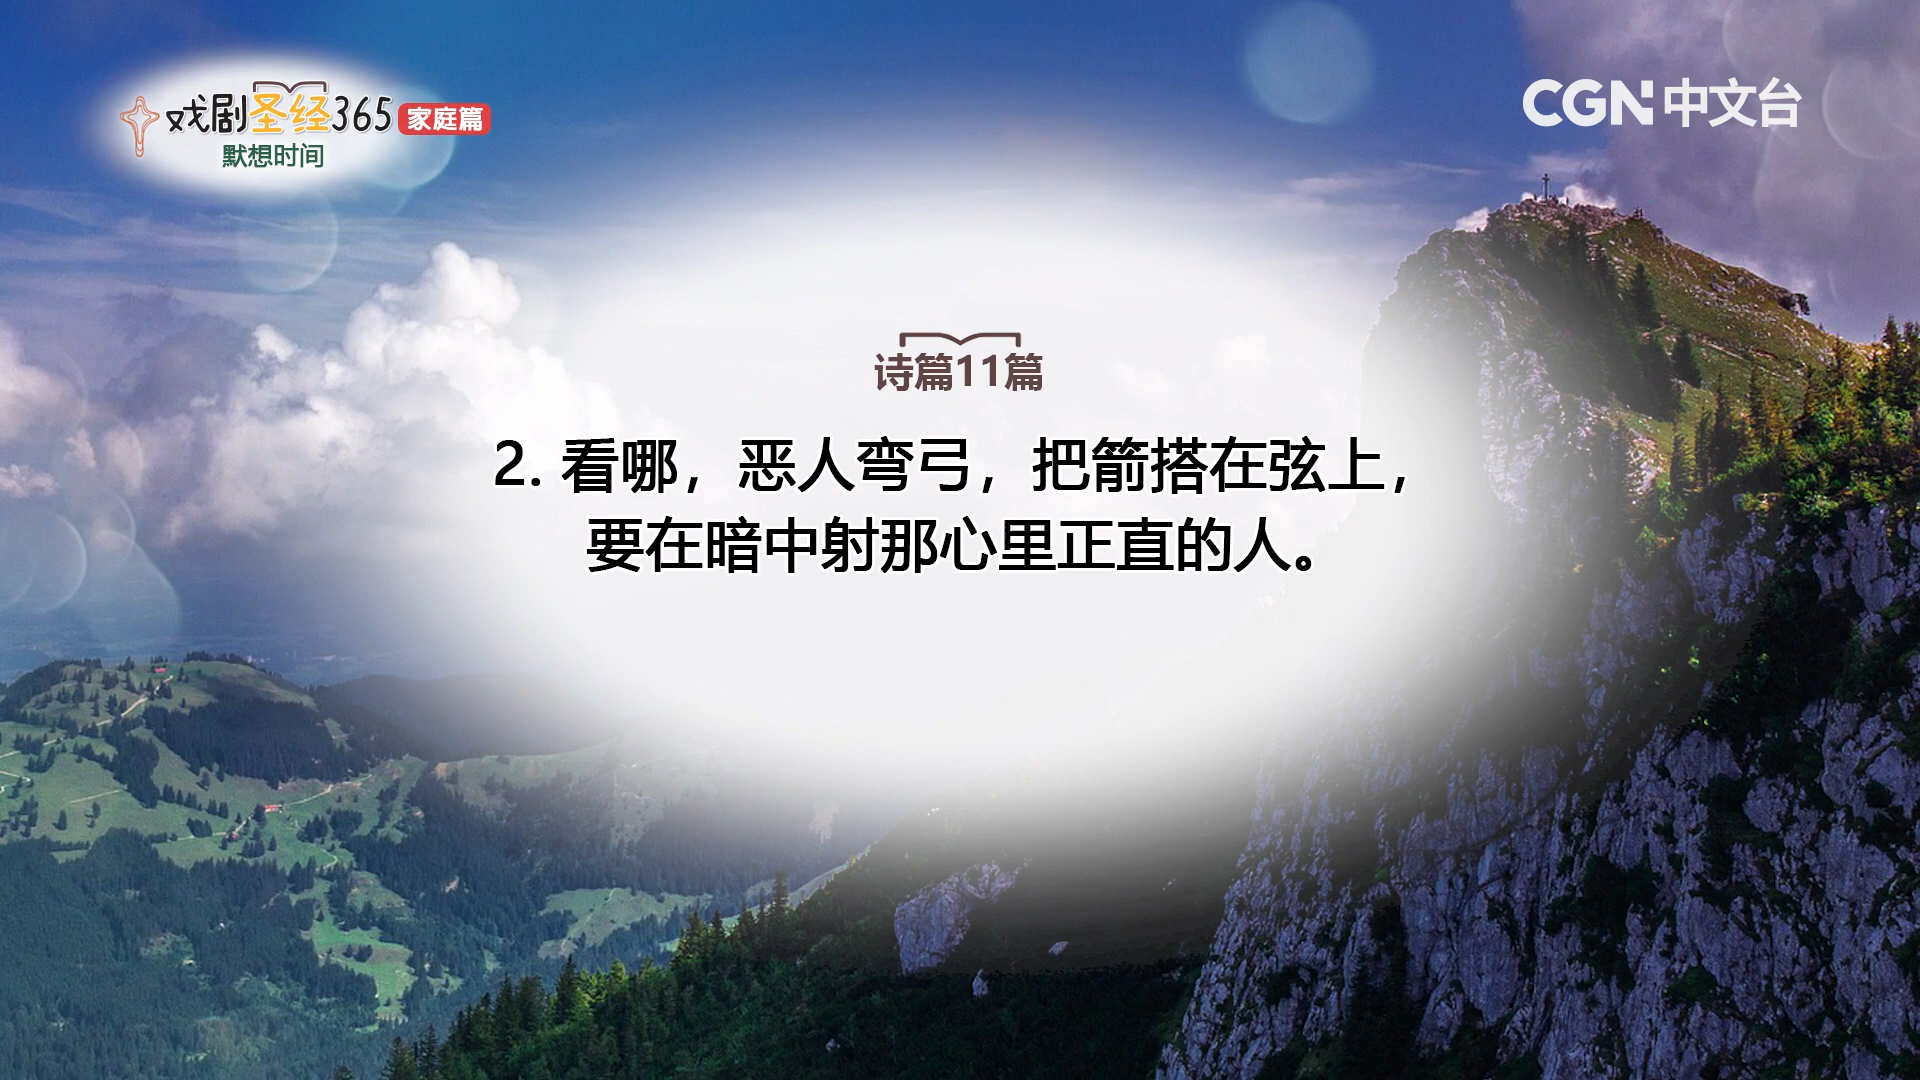 戏剧圣经365 家庭篇
默想时间
CGN中文台
诗篇11篇
2. 看哪，恶人弯弓，把箭搭在弦上，
要在暗中射那心里正直的人。